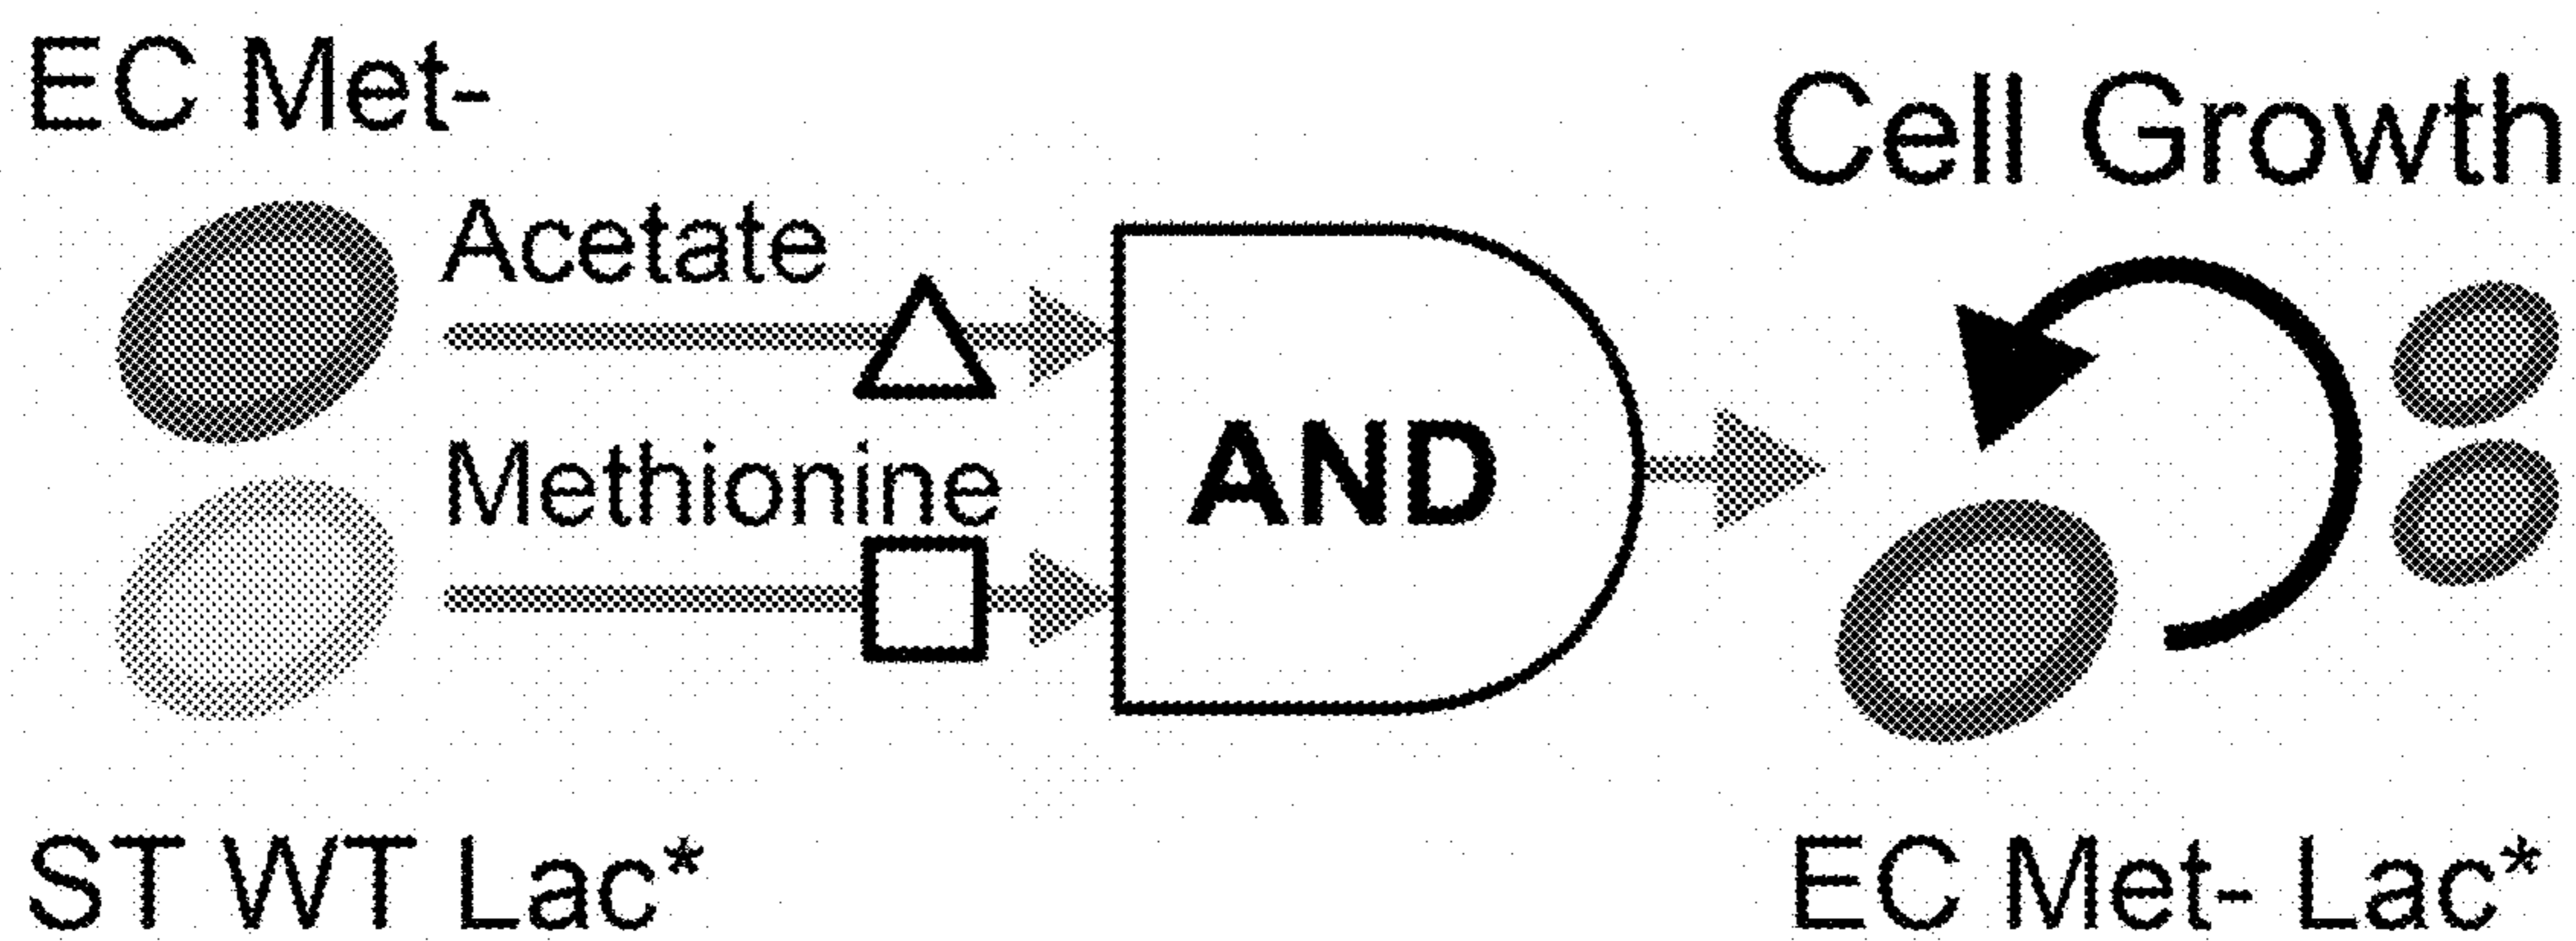 EC Met-
Cell Growth
Acetate
Methionine
AND
ST WT Lac*
EC Met- Lac*